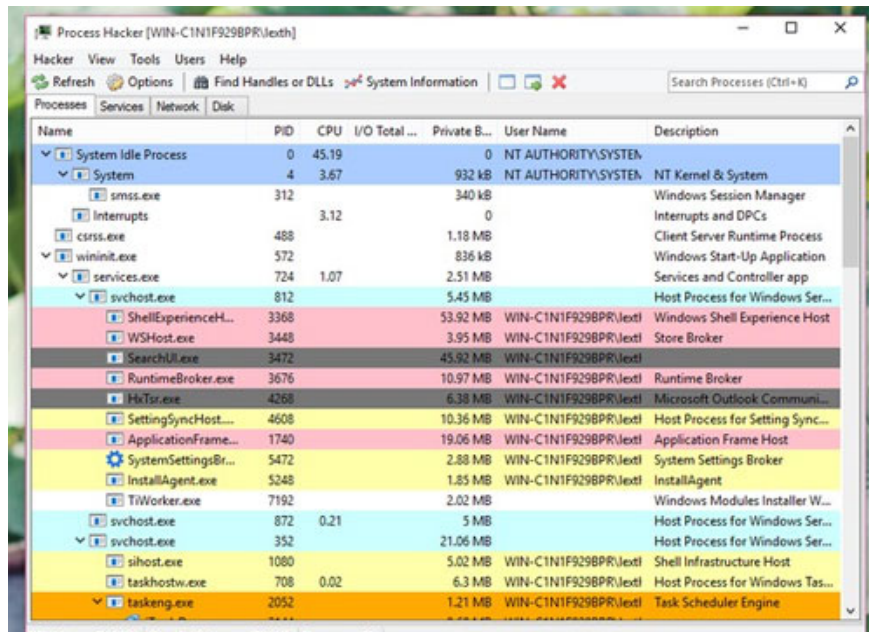 Process Hacker [WIN-C1N1F929BPR\lexth]
Hacker View Tools Users Help
Refresh Options Find Handles or DLLs System Information Search Processes (Ctrl+K)
Processes Services Network Disk
Name PID CPU I/O Total ... Private B... User Name Description
System Idle Process 0 45.19 0 NT AUTHORITY\SYSTEM
System 4 3.67 932 kB NT AUTHORITY\SYSTEM NT Kernel & System
smss.exe 312 340 kB Windows Session Manager
Interrupts 3.12 0 Interrupts and DPCs
csrss.exe 488 1.18 MB Client Server Runtime Process
wininit.exe 572 836 kB Windows Start-Up Application
services.exe 724 1.07 2.51 MB Services and Controller app
svchost.exe 812 5.45 MB Host Process for Windows Ser...
ShellExperienceH... 3368 53.92 MB WIN-C1N1F929BPR\lextl Windows Shell Experience Host
WSHost.exe 3448 3.95 MB WIN-C1N1F929BPR\lextl Store Broker
SearchUI.exe 3472 45.92 MB WIN-C1N1F929BPR\lextl
RuntimeBroker.exe 3676 10.97 MB WIN-C1N1F929BPR\lextl Runtime Broker
HxTsr.exe 4268 6.38 MB WIN-C1N1F929BPR\lextl Microsoft Outlook Communi...
SettingSyncHost.... 4608 10.36 MB WIN-C1N1F929BPR\lextl Host Process for Setting Sync...
ApplicationFrame... 1740 19.06 MB WIN-C1N1F929BPR\lextl Application Frame Host
SystemSettingsBr... 5472 2.88 MB WIN-C1N1F929BPR\lextl System Settings Broker
InstallAgent.exe 5248 1.85 MB WIN-C1N1F929BPR\lextl InstallAgent
TiWorker.exe 7192 2.02 MB Windows Modules Installer W...
svchost.exe 872 0.21 5 MB Host Process for Windows Ser...
svchost.exe 352 21.06 MB Host Process for Windows Ser...
sihost.exe 1080 5.02 MB WIN-C1N1F929BPR\lextl Shell Infrastructure Host
taskhostw.exe 708 0.02 6.3 MB WIN-C1N1F929BPR\lextl Host Process for Windows Tas...
taskeng.exe 2052 1.21 MB WIN-C1N1F929BPR\lextl Task Scheduler Engine